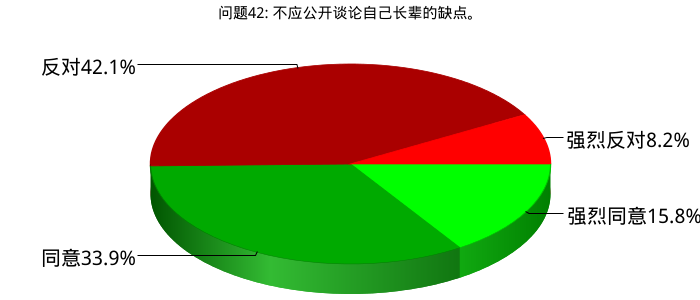 问题42: 不应公开谈论自己长辈的缺点。
反对42.1%
强烈反对8.2%
强烈同意15.8%
同意33.9%